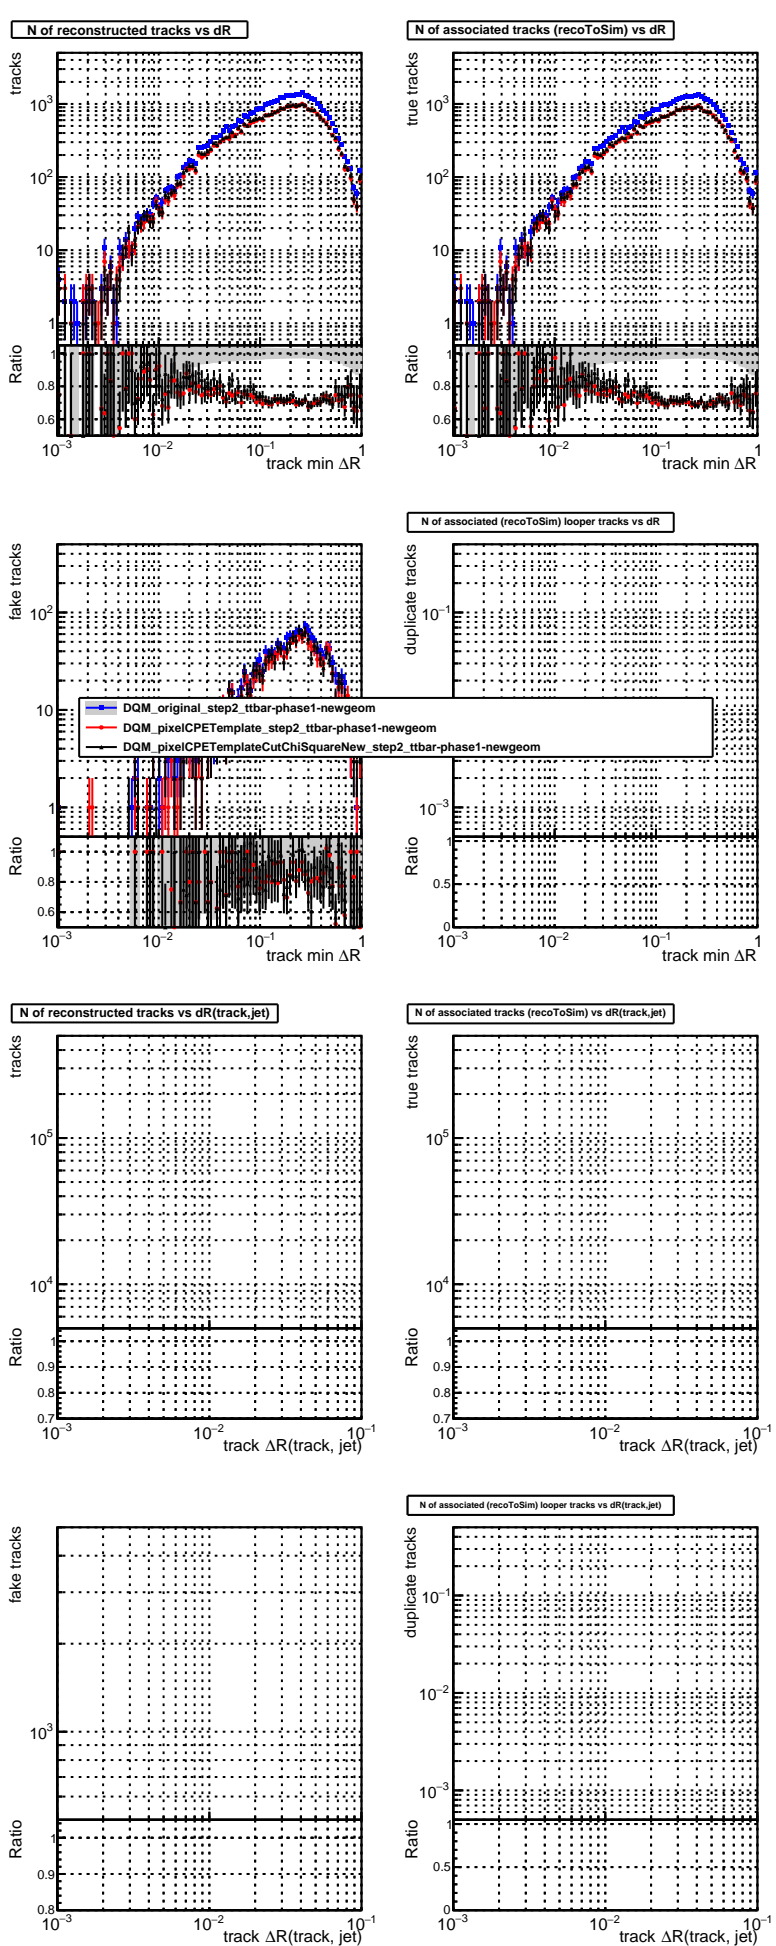 N of reconstructed tracks vs dR
tracks
10³
10²
10
1
Ratio
1
0.8
0.6
10⁻³
10⁻²
10⁻¹
1
track min ΔR
N of associated tracks (recoToSim) vs dR
true tracks
10³
10²
10
1
Ratio
1
0.8
0.6
10⁻³
10⁻²
10⁻¹
1
track min ΔR
fake tracks
10²
10
1
Ratio
1
0.8
0.6
10⁻³
10⁻²
10⁻¹
1
track min ΔR
N of associated (recoToSim) looper tracks vs dR
duplicate tracks
10⁻¹
10⁻³
Ratio
1
0.5
0
10⁻³
10⁻²
10⁻¹
1
track min ΔR
DQM_original_step2_ttbar-phase1-newgeom
DQM_pixelCPETemplate_step2_ttbar-phase1-newgeom
DQM_pixelCPETemplateCutChiSquareNew_step2_ttbar-phase1-newgeom
N of reconstructed tracks vs dR(track,jet)
tracks
10⁵
10⁴
Ratio
1
0.9
0.8
0.7
10⁻³
10⁻²
10⁻¹
track ΔR(track, jet)
N of associated tracks (recoToSim) vs dR(track,jet)
true tracks
10⁵
10⁴
Ratio
1
0.9
0.8
0.7
10⁻³
10⁻²
10⁻¹
track ΔR(track, jet)
fake tracks
10³
Ratio
1
0.9
0.8
10⁻³
10⁻²
10⁻¹
track ΔR(track, jet)
N of associated (recoToSim) looper tracks vs dR(track,jet)
duplicate tracks
10⁻¹
10⁻²
10⁻³
Ratio
1
0.5
0
10⁻³
10⁻²
10⁻¹
track ΔR(track, jet)